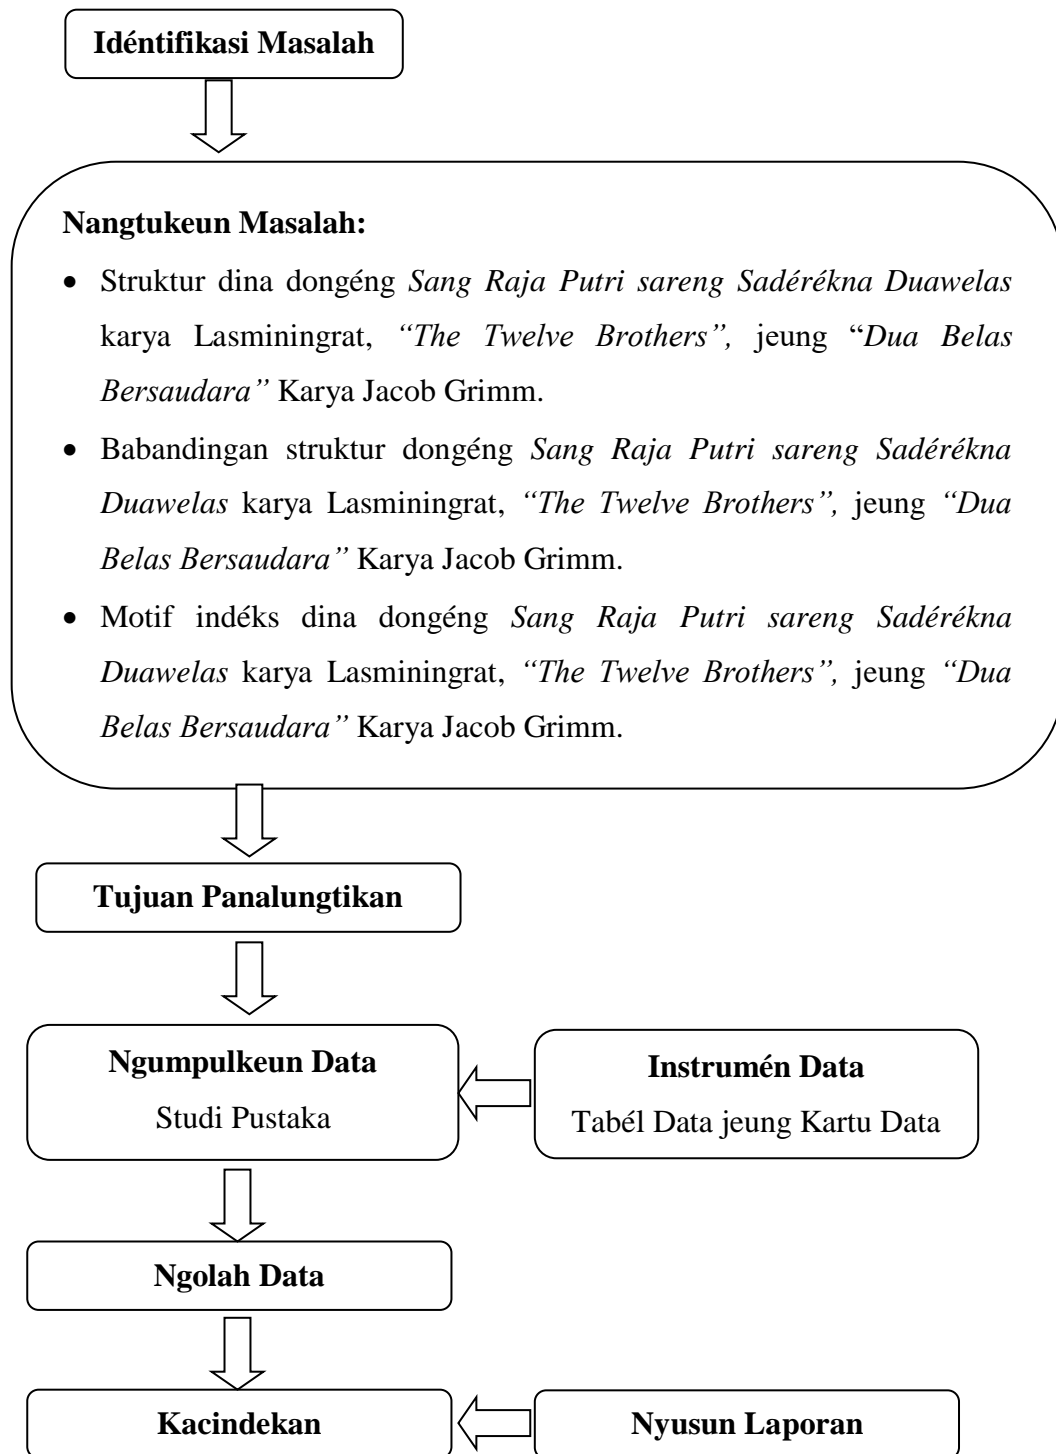 Idéntifikasi Masalah
Nangtukeun Masalah:
• Struktur dina dongéng Sang Raja Putri sareng Sadérékna Duawelas
karya Lasminingrat, “The Twelve Brothers”, jeung “Dua Belas
Bersaudara” Karya Jacob Grimm.
• Babandingan struktur dongéng Sang Raja Putri sareng Sadérékna
Duawelas karya Lasminingrat, “The Twelve Brothers”, jeung “Dua
Belas Bersaudara” Karya Jacob Grimm.
• Motif indéks dina dongéng Sang Raja Putri sareng Sadérékna
Duawelas karya Lasminingrat, “The Twelve Brothers”, jeung “Dua
Belas Bersaudara” Karya Jacob Grimm.
Tujuan Panalungtikan
Ngumpulkeun Data
Studi Pustaka
Instrumén Data
Tabél Data jeung Kartu Data
Ngolah Data
Kacindekan
Nyusun Laporan